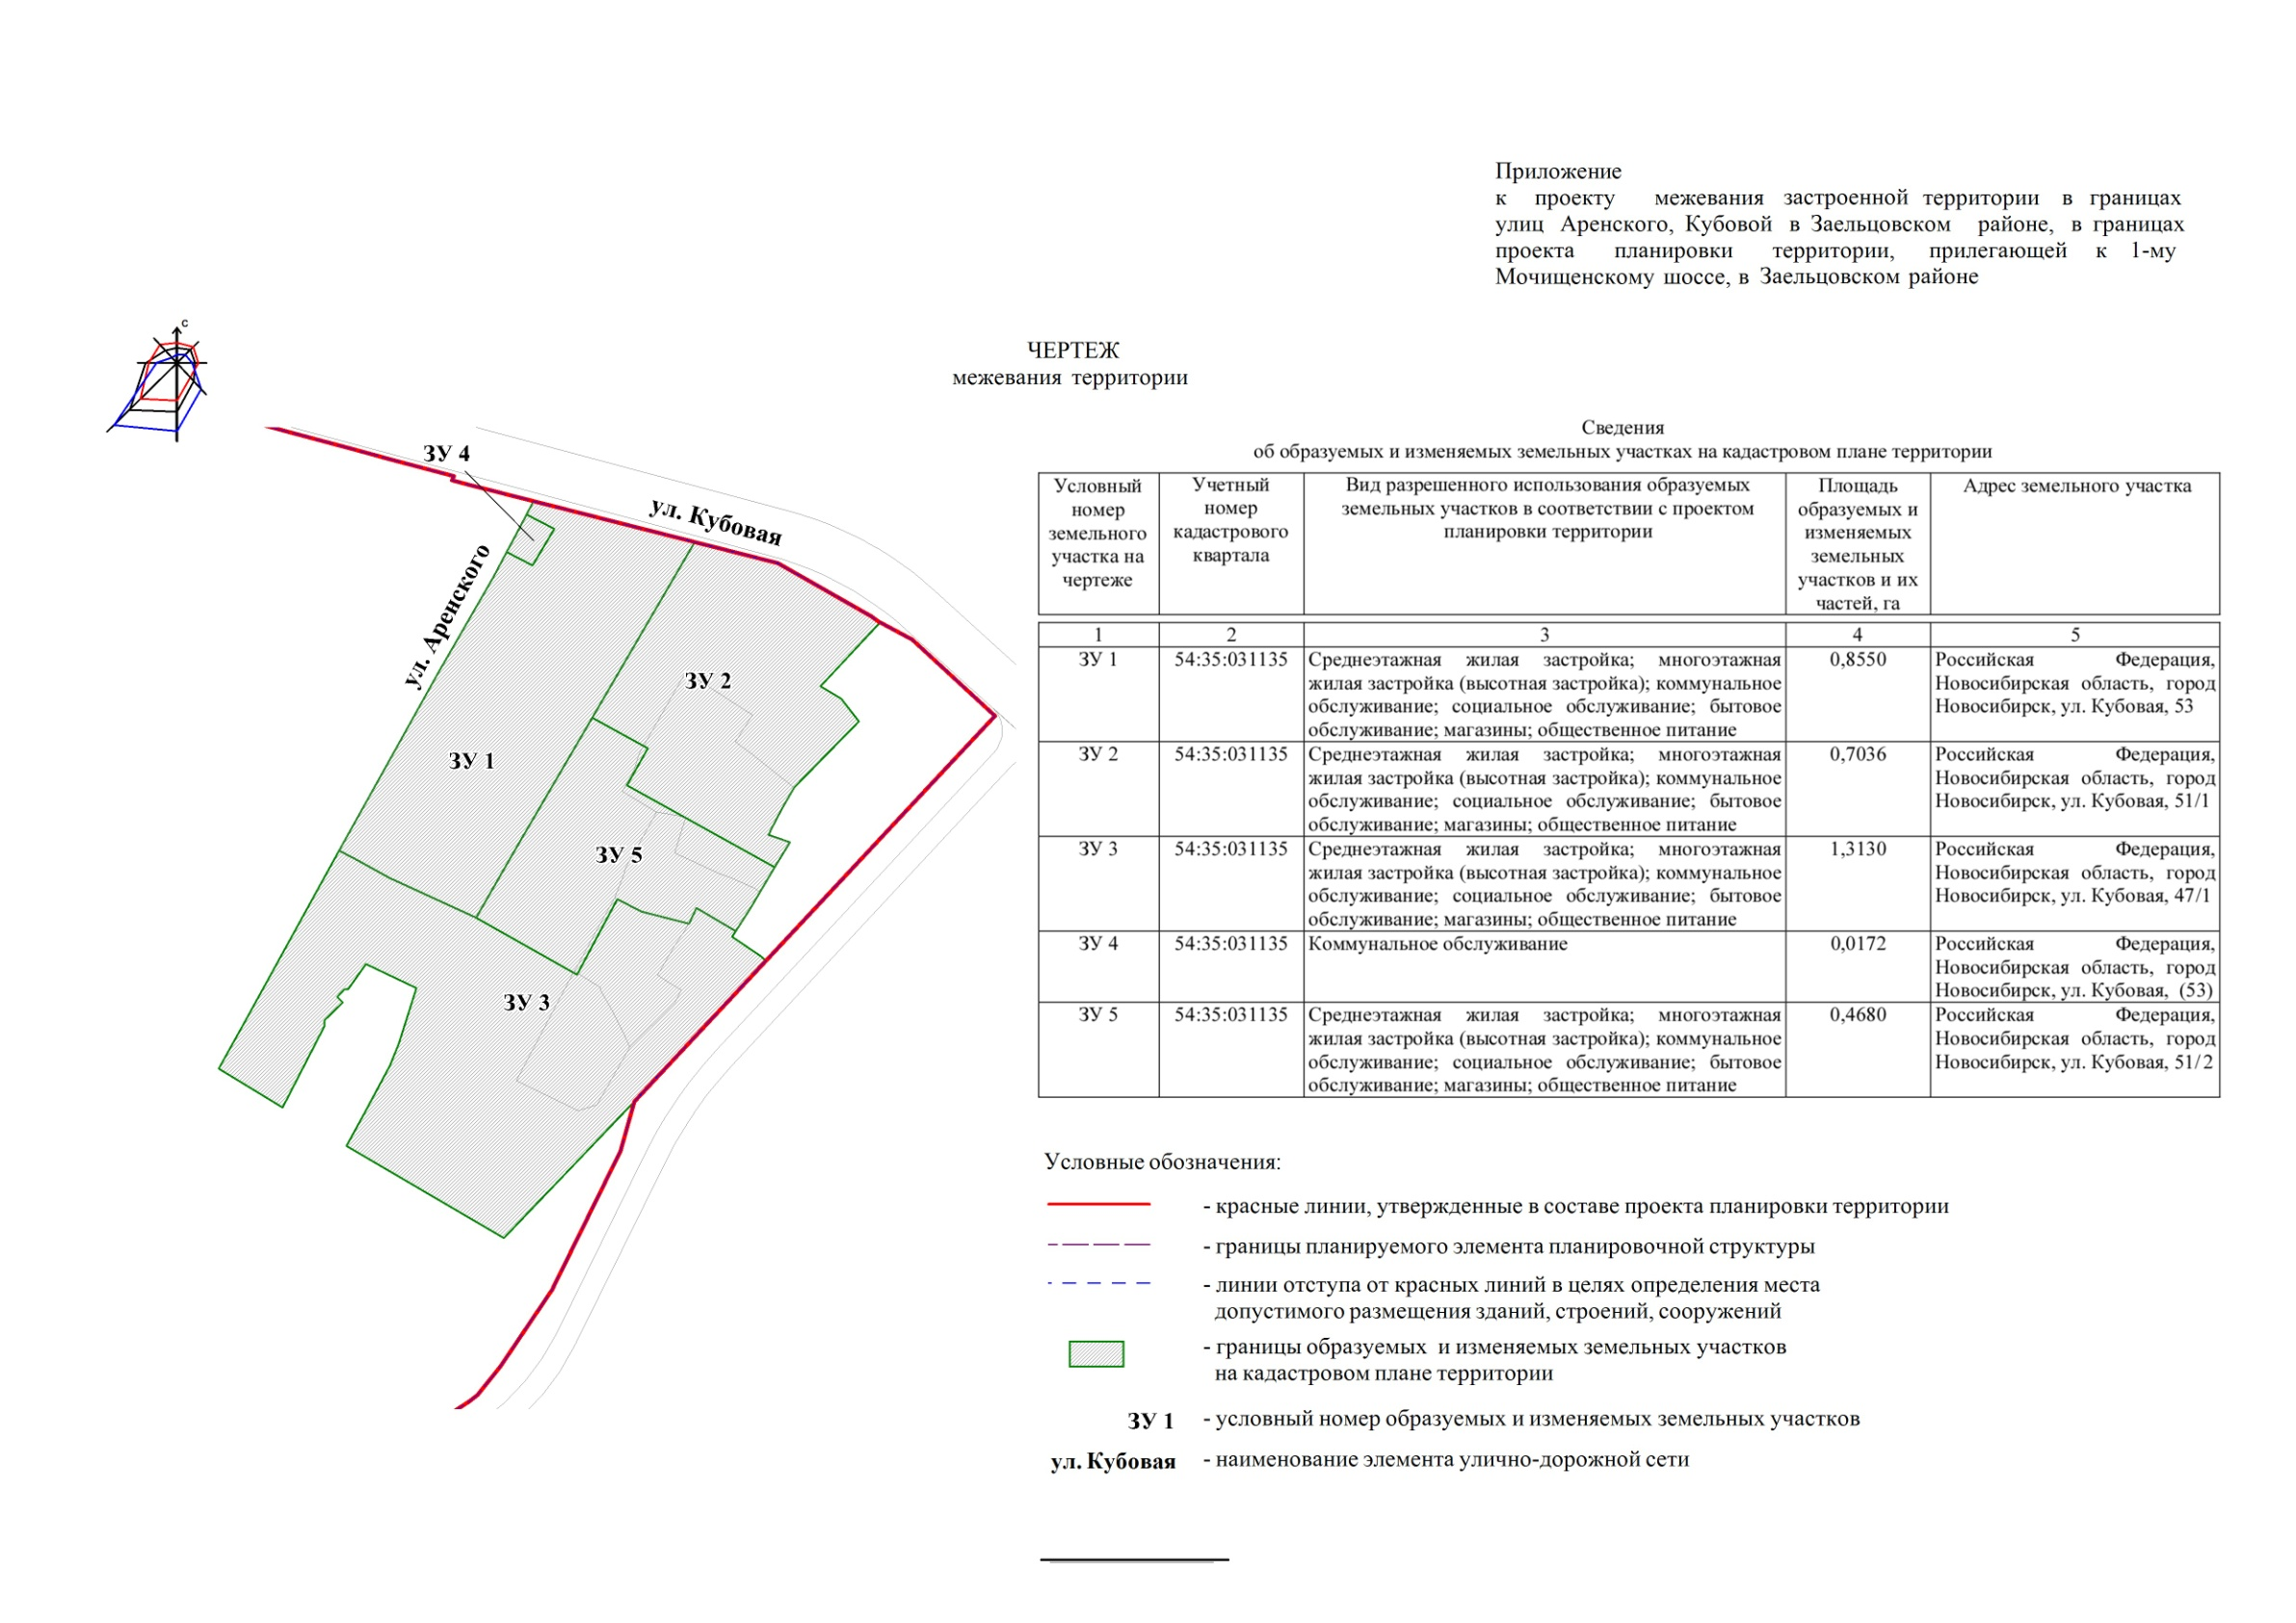 Приложение
к проекту межевания застроенной территории в границах
улиц Аренского, Кубовой в Заельцовском районе, в границах
проекта планировки территории, прилегающей к 1-му
Мочищенскому шоссе, в Заельцовском районе
ЧЕРТЕЖ
межевания территории
с
ЗУ 4
ул. Кубовая
ул. Аренского
ЗУ 2
ЗУ 1
ЗУ 5
ЗУ 3
Сведения
об образуемых и изменяемых земельных участках на кадастровом плане территории
Условный
номер
земельного
участка на
чертеже
Учетный
номер
кадастрового
квартала
Вид разрешенного использования образуемых
земельных участков в соответствии с проектом
планировки территории
Площадь
образуемых и
изменяемых
земельных
участков и их
частей, га
Адрес земельного участка
1 2 3 4 5
ЗУ 1
54:35:031135
Среднеэтажная жилая застройка; многоэтажная
жилая застройка (высотная застройка); коммунальное
обслуживание; социальное обслуживание; бытовое
обслуживание; магазины; общественное питание
0,8550
Российская Федерация,
Новосибирская область, город
Новосибирск, ул. Кубовая, 53
ЗУ 2
54:35:031135
Среднеэтажная жилая застройка; многоэтажная
жилая застройка (высотная застройка); коммунальное
обслуживание; социальное обслуживание; бытовое
обслуживание; магазины; общественное питание
0,7036
Российская Федерация,
Новосибирская область, город
Новосибирск, ул. Кубовая, 51/1
ЗУ 3
54:35:031135
Среднеэтажная жилая застройка; многоэтажная
жилая застройка (высотная застройка); коммунальное
обслуживание; социальное обслуживание; бытовое
обслуживание; магазины; общественное питание
1,3130
Российская Федерация,
Новосибирская область, город
Новосибирск, ул. Кубовая, 47/1
ЗУ 4
54:35:031135
Коммунальное обслуживание
0,0172
Российская Федерация,
Новосибирская область, город
Новосибирск, ул. Кубовая, (53)
ЗУ 5
54:35:031135
Среднеэтажная жилая застройка; многоэтажная
жилая застройка (высотная застройка); коммунальное
обслуживание; социальное обслуживание; бытовое
обслуживание; магазины; общественное питание
0,4680
Российская Федерация,
Новосибирская область, город
Новосибирск, ул. Кубовая, 51/2
Условные обозначения:
- красные линии, утвержденные в составе проекта планировки территории
- границы планируемого элемента планировочной структуры
- линии отступа от красных линий в целях определения места
допустимого размещения зданий, строений, сооружений
- границы образуемых и изменяемых земельных участков
на кадастровом плане территории
ЗУ 1 - условный номер образуемых и изменяемых земельных участков
ул. Кубовая - наименование элемента улично-дорожной сети